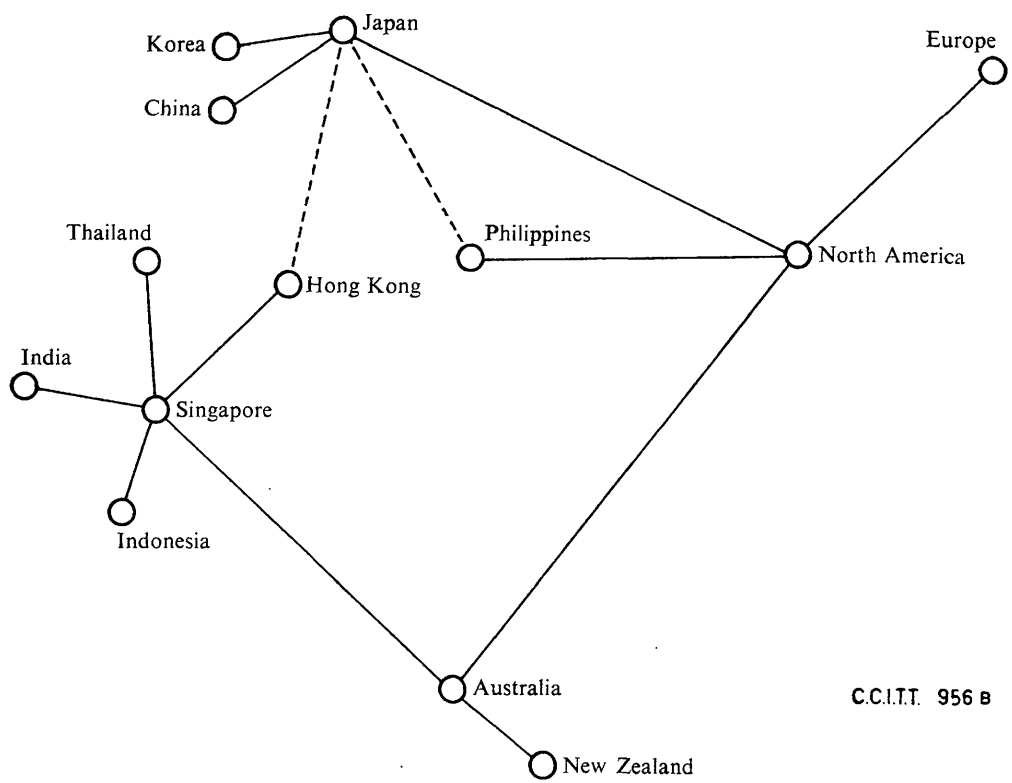 Japan
Korea
Europe
China
Thailand
Philippines
North America
Hong Kong
India
Singapore
Indonesia
Australia
C.C.I.T.T. 956 B
New Zealand